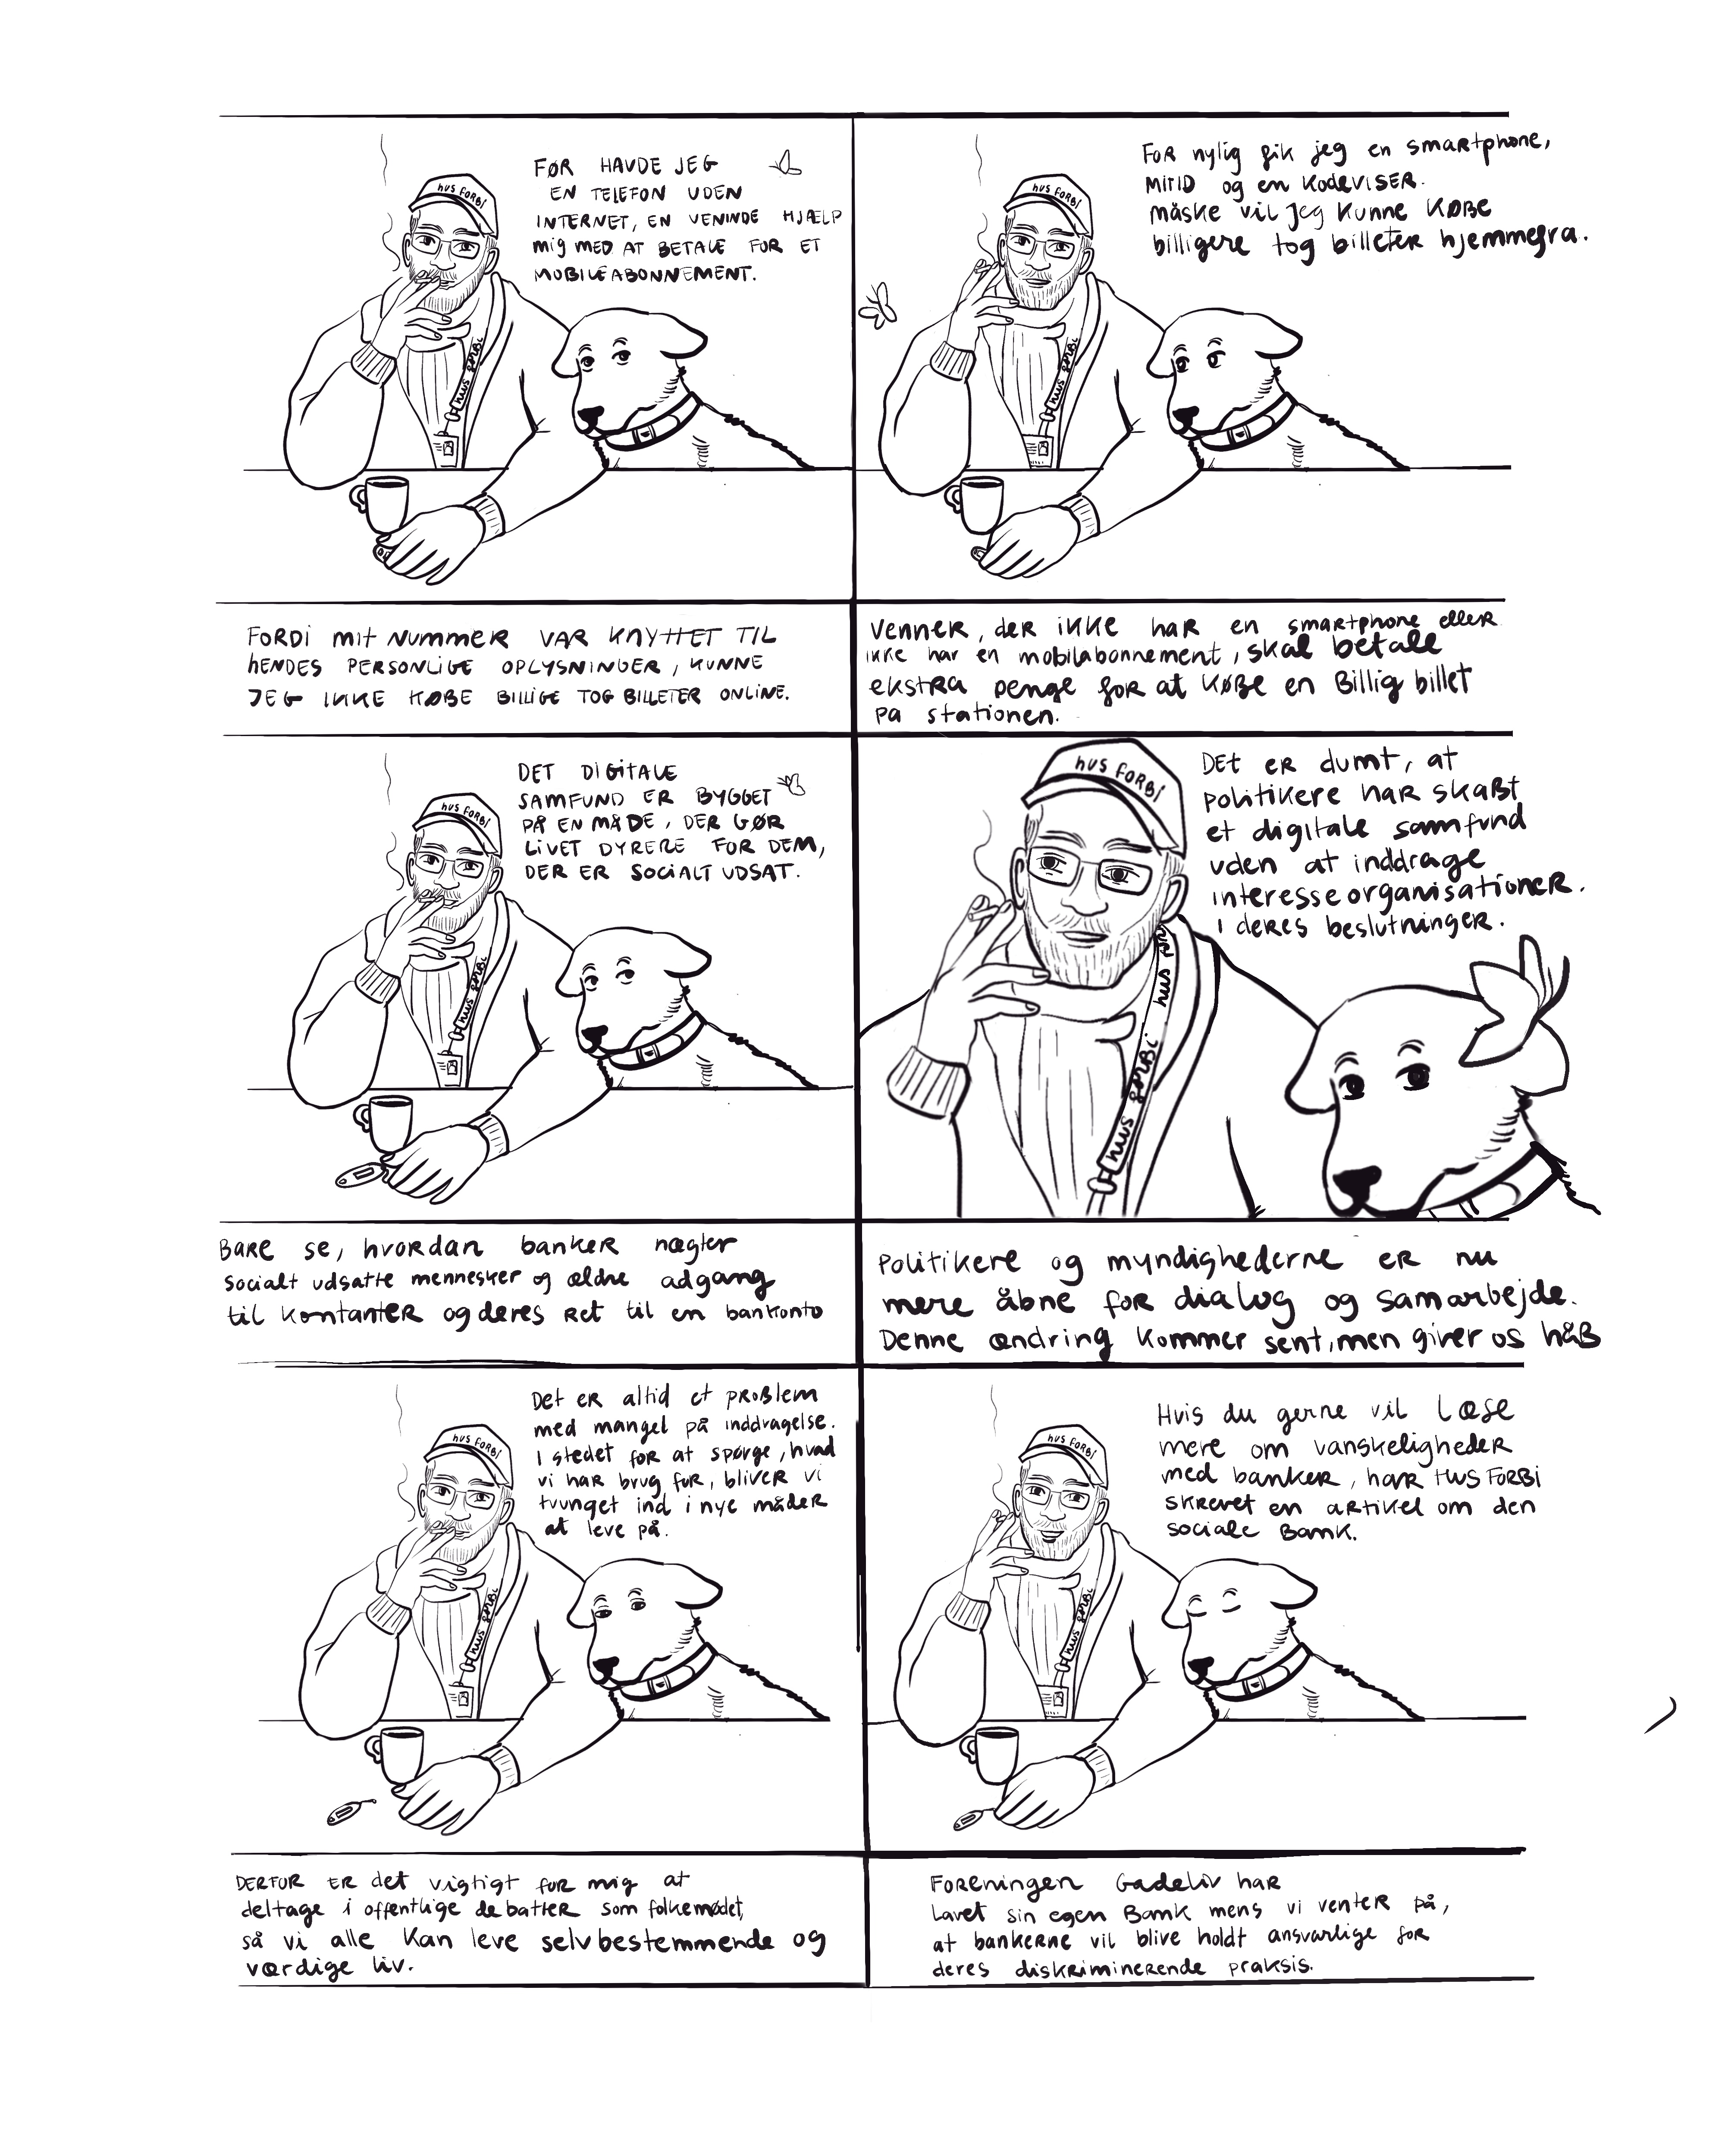 FØR HAVDE JEG
EN TELEFON UDEN
INTERNET, EN VENINDE HJÆLP
mig MED AT BETALE FOR ET
MOBILEABONNEMENT.
hus FORBi
hus FORBi
FORDi mit NUMMER VAR KNYTTET TIL
hENDES PERSONLIGE OPLYSNINGER, KUNNE
JEG IKKE KØBE BILLIGE TOG BILLETER ONLINE.
For nylig fik jeg en smartphone,
MitID og en Kodeviser.
måske vil jeg kunne KØBE
billigere tog billeter hjemmefra.
hus FORBi
hus FORBi
Venner, der ikke har en smartphone eller
ikke har en mobilabonnement, skal betale
ekstra penge for at KØBE en Billig billet
pa stationen.
DET DIGITALE
SAMFUND ER BYGGET
PÅ EN MÅDE, DER GØR
LIVET DYRERE FOR DEM,
DER ER SOCIALT UDSAT.
hus FORBi
hus FORBi
Bare se, hvordan banker nægter
socialt udsatte mennesker og ældre adgang
til kontanter og deres ret til en bankonto
DEt er dumt, at
politikere har skabt
et digitale samfund
uden at inddrage
interesseorganisationer.
i deres beslutninger.
hus FORBi
hus FORBi
hus FOR
Politikere og myndighederne er nu
mere åbne for dialog og samarbejde.
Denne ændring kommer sent, men giver os håB
Det er altid et problem
med mangel på inddragelse.
I stedet for at spørge, hvad
vi har brug for, bliver vi
tvunget ind i nye måder
at leve på.
hus FORBi
hus FORBi
DERFOR ER det vigtigt for mig at
deltage i offentlige debatter som folkemødet,
så vi alle kan leve selvbestemmende og
værdige liv.
Hvis du gerne vil læse
mere om vanskeligheder
med banker, har HUS FORBi
skrevet en artikel om den
sociale Bank.
hus FORBi
hus FORBi
Foreningen Gadeliv har
Lavet sin egen Bank mens vi venter på,
at bankerne vil blive holdt ansvarlige for
deres diskriminerende praksis.